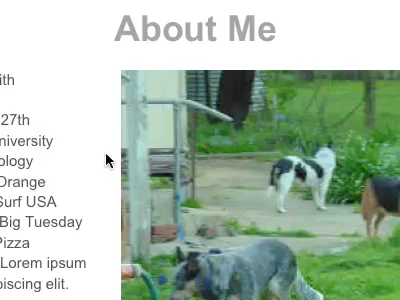 About Me
ith
27th
niversity
ology
Orange
Surf USA
Big Tuesday
Pizza
Lorem ipsum
piscing elit.